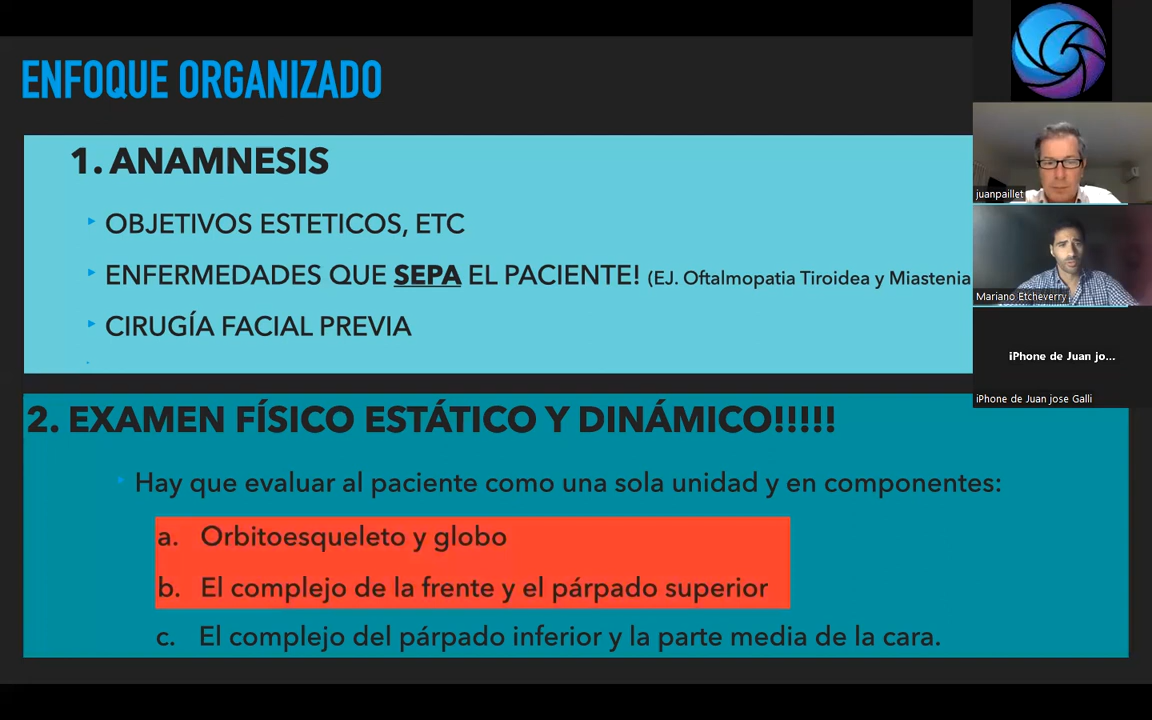 ENFOQUE ORGANIZADO
1. ANAMNESIS
OBJETIVOS ESTETICOS, ETC
ENFERMEDADES QUE SEPA EL PACIENTE! (EJ. Oftalmopatia Tiroidea y Miastenia
CIRUGÍA FACIAL PREVIA
2. EXAMEN FÍSICO ESTÁTICO Y DINÁMICO!!!!!
Hay que evaluar al paciente como una sola unidad y en componentes:
a. Orbitoesqueleto y globo
b. El complejo de la frente y el párpado superior
c. El complejo del párpado inferior y la parte media de la cara.
juanpaillet
Mariano Etcheverry
iPhone de Juan jo...
iPhone de Juan jose Galli